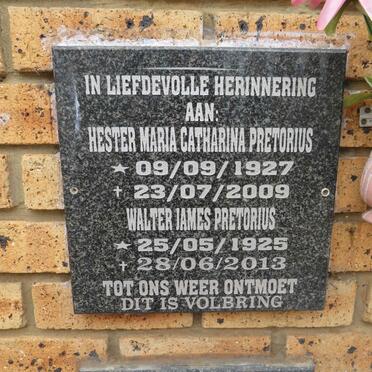 IN LIEFDEVOLLE HERINNERING
AAN:
HESTER MARIA CATHARINA PRETORIUS
★ 09/09/1927
✝ 23/07/2009
WALTER JAMES PRETORIUS
★ 25/05/1925
✝ 28/06/2013
TOT ONS WEER ONTMOET
DIT IS VOLBRING